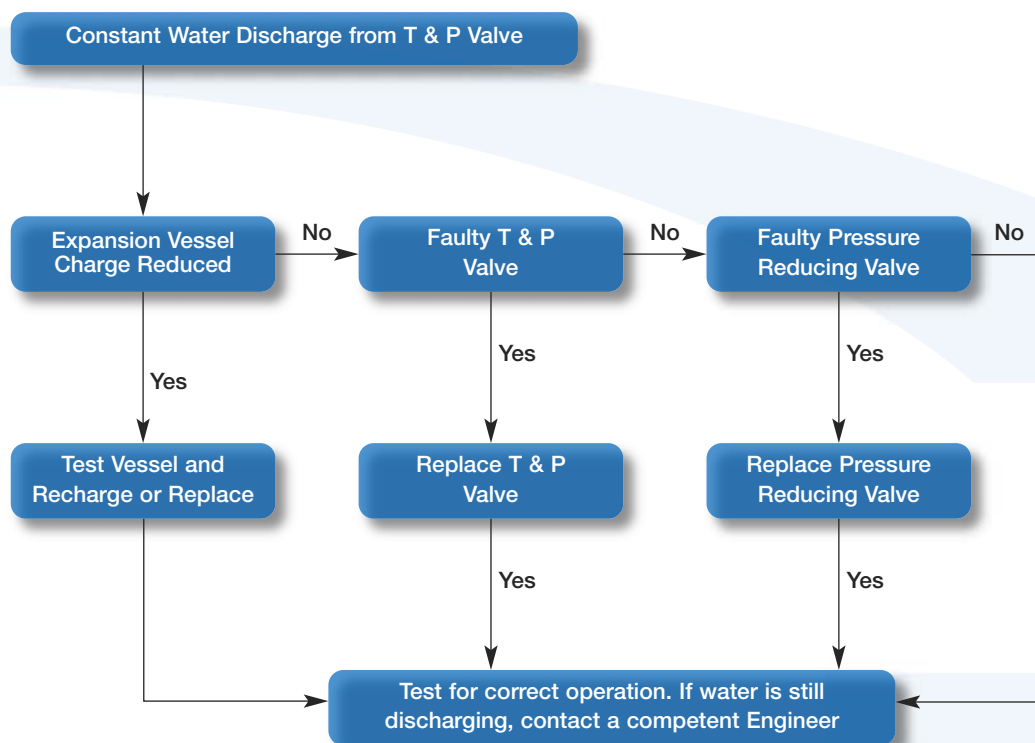 Constant Water Discharge from T & P Valve
Expansion Vessel
Charge Reduced
No
Faulty T & P
Valve
No
Faulty Pressure
Reducing Valve
No
Yes
Yes
Yes
Test Vessel and
Recharge or Replace
Replace T & P
Valve
Replace Pressure
Reducing Valve
Yes
Yes
Test for correct operation. If water is still
discharging, contact a competent Engineer